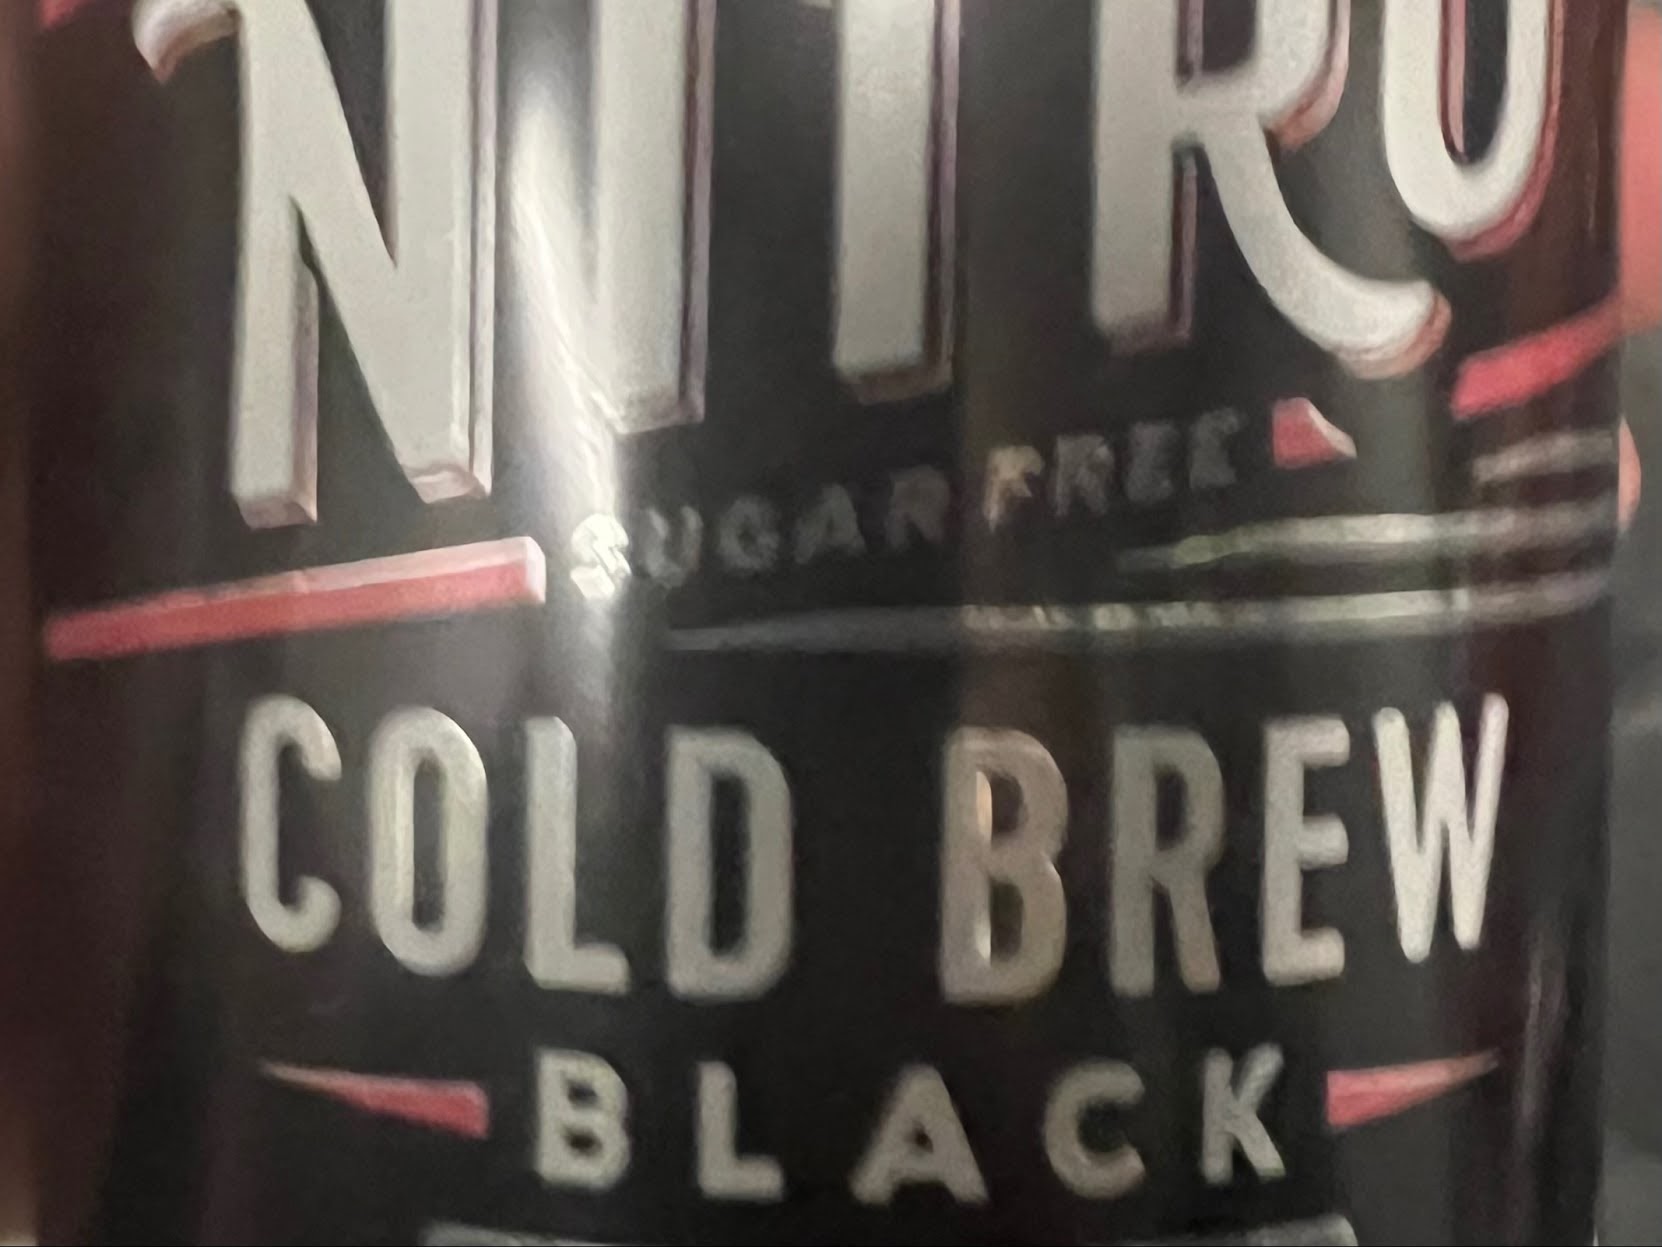 NITRO
SUGAR FREE
COLD BREW
BLACK